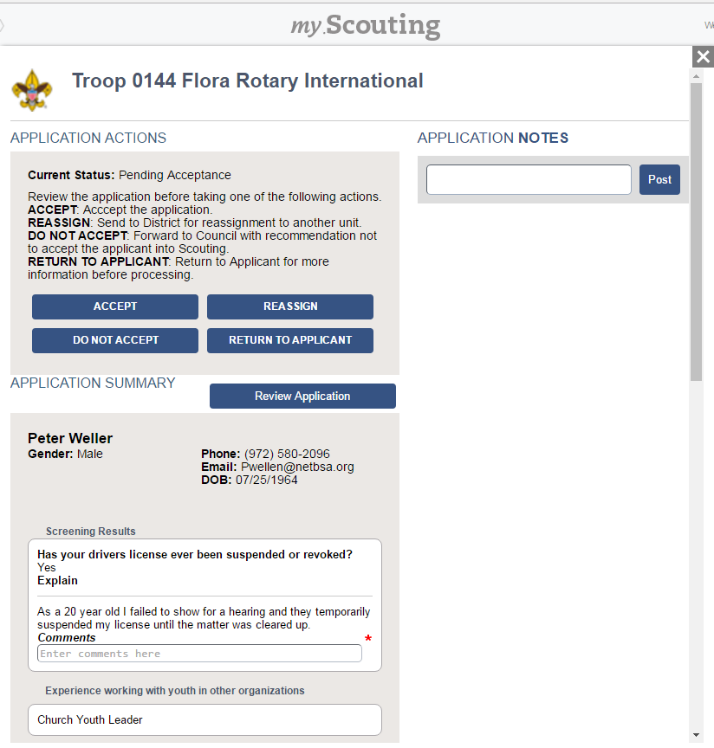 my.Scouting
Troop 0144 Flora Rotary International
APPLICATION ACTIONS
Current Status: Pending Acceptance
Review the application before taking one of the following actions.
ACCEPT: Acccept the application.
REASSIGN: Send to District for reassignment to another unit.
DO NOT ACCEPT: Forward to Council with recommendation not
to accept the applicant into Scouting.
RETURN TO APPLICANT: Return to Applicant for more
information before processing.
ACCEPT
REASSIGN
DO NOT ACCEPT
RETURN TO APPLICANT
APPLICATION NOTES
Post
APPLICATION SUMMARY
Review Application
Peter Weller
Gender: Male
Phone: (972) 580-2096
Email: Pwellen@netbsa.org
DOB: 07/25/1964
Screening Results
Has your drivers license ever been suspended or revoked?
Yes
Explain
As a 20 year old I failed to show for a hearing and they temporarily
suspended my license until the matter was cleared up.
Comments *
Enter comments here
Experience working with youth in other organizations
Church Youth Leader